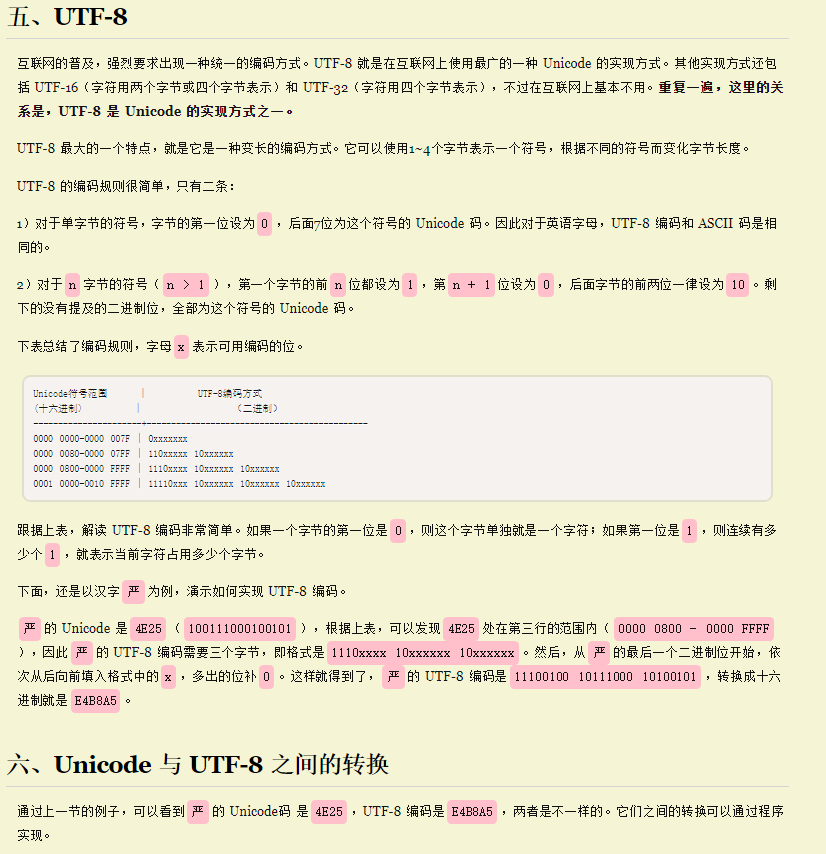 五、UTF-8
互联网的普及，强烈要求出现一种统一的编码方式。UTF-8 就是在互联网上使用最广的一种 Unicode 的实现方式。其他实现方式还包
括 UTF-16（字符用两个字节或四个字节表示）和 UTF-32（字符用四个字节表示），不过在互联网上基本不用。重复一遍，这里的关
系是，UTF-8 是 Unicode 的实现方式之一。
UTF-8 最大的一个特点，就是它是一种变长的编码方式。它可以使用1~4个字节表示一个符号，根据不同的符号而变化字节长度。
UTF-8 的编码规则很简单，只有二条：
1）对于单字节的符号，字节的第一位设为 0 ，后面7位为这个符号的 Unicode 码。因此对于英语字母，UTF-8 编码和 ASCII 码是相
同的。
2）对于 n 字节的符号（ n > 1 ），第一个字节的前 n 位都设为 1 ，第 n + 1 位设为 0 ，后面字节的前两位一律设为 10 。剩
下的没有提及的二进制位，全部为这个符号的 Unicode 码。
下表总结了编码规则，字母 x 表示可用编码的位。
Unicode符号范围 | UTF-8编码方式
（十六进制） | （二进制）
----------------------+---------------------------------------------
0000 0000-0000 007F | 0xxxxxxx
0000 0080-0000 07FF | 110xxxxx 10xxxxxx
0000 0800-0000 FFFF | 1110xxxx 10xxxxxx 10xxxxxx
0001 0000-0010 FFFF | 11110xxx 10xxxxxx 10xxxxxx 10xxxxxx
跟据上表，解读 UTF-8 编码非常简单。如果一个字节的第一位是 0 ，则这个字节单独就是一个字符；如果第一位是 1 ，则连续有多
少个 1 ，就表示当前字符占用多少个字节。
下面，还是以汉字 严 为例，演示如何实现 UTF-8 编码。
严 的 Unicode 是 4E25 （ 100111000100101 ），根据上表，可以发现 4E25 处在第三行的范围内（ 0000 0800 - 0000 FFFF
），因此 严 的 UTF-8 编码需要三个字节，即格式是 1110xxxx 10xxxxxx 10xxxxxx 。然后，从 严 的最后一个二进制位开始，依
次从后向前填入格式中的 x ，多出的位补 0 。这样就得到了， 严 的 UTF-8 编码是 11100100 10111000 10100101 ，转换成十六
进制就是 E4B8A5 。
六、Unicode 与 UTF-8 之间的转换
通过上一节的例子，可以看到 严 的 Unicode码 是 4E25 ，UTF-8 编码是 E4B8A5 ，两者是不一样的。它们之间的转换可以通过程序
实现。